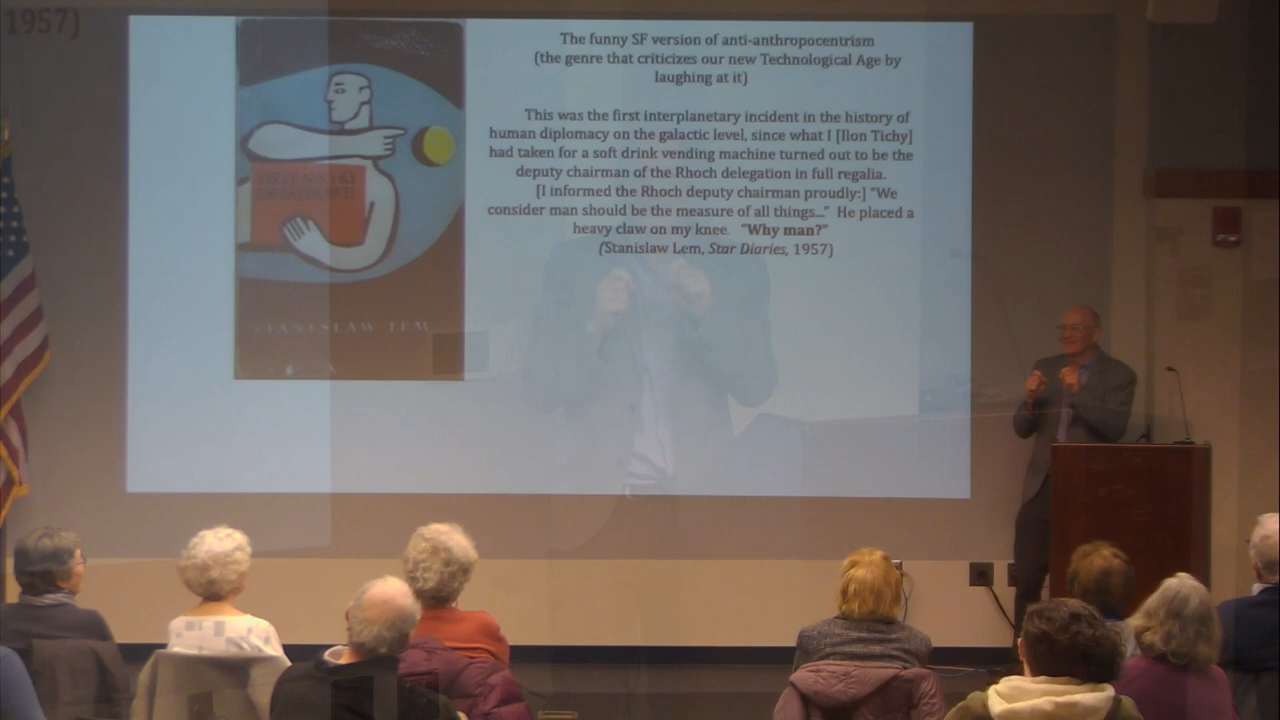 1957)
The funny SF version of anti-anthropocentrism
(the genre that criticizes our new Technological Age by
laughing at it)
This was the first interplanetary incident in the history of
human diplomacy on the galactic level, since what I [Ilon Tichy]
had taken for a soft drink vending machine turned out to be the
deputy chairman of the Rhoch delegation in full regalia.
[I informed the Rhoch deputy chairman proudly:] "We
consider man should be the measure of all things..." He placed a
heavy claw on my knee. "Why man?"
(Stanislaw Lem, Star Diaries, 1957)
DZIENNIKI
GWIAZDOWE
STANISŁAW LEM